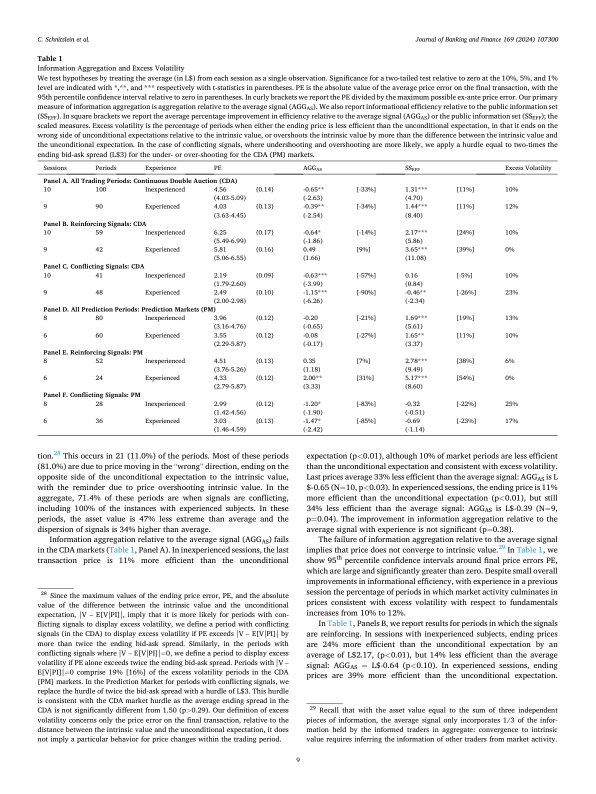 C. Schnitzlein et al.
Journal of Banking and Finance 169 (2024) 107300
Table 1
Information Aggregation and Excess Volatility
We test hypotheses by treating the average (in L$) from each session as a single observation. Significance for a two-tailed test relative to zero at the 10%, 5%, and 1%
level are indicated with *,**, and *** respectively with t-statistics in parentheses. PE is the absolute value of the average price error on the final transaction, with the
95th percentile confidence interval relative to zero in parentheses. In curly brackets we report the PE divided by the maximum possible ex-ante price error. Our primary
measure of information aggregation is aggregation relative to the average signal (AGGAS). We also report informational efficiency relative to the public information set
(SSEFF). In square brackets we report the average percentage improvement in efficiency relative to the average signal (AGGAS) or the public information set (SSEFF); the
scaled measures. Excess volatility is the percentage of periods when either the ending price is less efficient than the unconditional expectation, in that it ends on the
wrong side of unconditional expectations relative to the intrinsic value, or overshoots the intrinsic value by more than the difference between the intrinsic value and
the unconditional expectation. In the case of conflicting signals, where undershooting and overshooting are more likely, we apply a hurdle equal to two-times the
ending bid-ask spread (L$3) for the under- or over-shooting for the CDA (PM) markets.
Sessions Periods Experience PE AGGAS SSEFF Excess Volatility
Panel A. All Trading Periods: Continuous Double Auction (CDA)
10 100 Inexperienced 4.56 {0.14} -0.65** [-33%] 1.31*** [11%] 10%
(4.03-5.09) (-2.63) (4.70)
9 90 Experienced 4.03 {0.13} -0.39** [-34%] 1.44*** [11%] 12%
(3.63-4.45) (-2.54) (8.40)
Panel B. Reinforcing Signals: CDA
10 59 Inexperienced 6.25 {0.17} -0.64* [-14%] 2.17*** [24%] 10%
(5.49-6.99) (-1.86) (5.86)
9 42 Experienced 5.81 {0.16} 0.49 [9%] 3.65*** [39%] 0%
(5.06-6.55) (1.66) (11.08)
Panel C. Conflicting Signals: CDA
10 41 Inexperienced 2.19 {0.09} -0.63*** [-57%] 0.16 [-5%] 10%
(1.79-2.60) (-3.99) (0.84)
9 48 Experienced 2.49 {0.10} -1.15*** [-90%] -0.46** [-26%] 23%
(2.00-2.98) (-6.26) (-2.34)
Panel D. All Prediction Periods: Prediction Markets (PM)
8 80 Inexperienced 3.96 {0.12} -0.20 [-21%] 1.69*** [19%] 13%
(3.16-4.76) (-0.65) (5.61)
6 60 Experienced 3.55 {0.12} -0.08 [-27%] 1.65** [11%] 10%
(2.29-5.87) (-0.17) (3.37)
Panel E. Reinforcing Signals: PM
8 52 Inexperienced 4.51 {0.13} 0.35 [7%] 2.78*** [38%] 6%
(3.76-5.26) (1.18) (9.49)
6 24 Experienced 4.33 {0.12} 2.00** [31%] 5.17*** [54%] 0%
(2.79-5.87) (3.33) (8.60)
Panel F. Conflicting Signals: PM
8 28 Inexperienced 2.99 {0.12} -1.20* [-83%] -0.32 [-22%] 25%
(1.42-4.56) (-1.90) (-0.51)
6 36 Experienced 3.03 {0.13} -1.47* [-85%] -0.69 [-23%] 17%
(1.46-4.59) (-2.42) (-1.14)
tion.28 This occurs in 21 (11.0%) of the periods. Most of these periods
(81.0%) are due to price moving in the “wrong” direction, ending on the
opposite side of the unconditional expectation to the intrinsic value,
with the reminder due to price overshooting intrinsic value. In the
aggregate, 71.4% of these periods are when signals are conflicting,
including 100% of the instances with experienced subjects. In these
periods, the asset value is 47% less extreme than average and the
dispersion of signals is 34% higher than average.
Information aggregation relative to the average signal (AGGAS) fails
in the CDA markets (Table 1, Panel A). In inexperienced sessions, the last
transaction price is 11% more efficient than the unconditional
28 Since the maximum values of the ending price error, PE, and the absolute
value of the difference between the intrinsic value and the unconditional
expectation, |V – E[V|PI]|, imply that it is more likely for periods with con-
flicting signals to display excess volatility, we define a period with conflicting
signals (in the CDA) to display excess volatility if PE exceeds |V – E[V|PI]| by
more than twice the ending bid-ask spread. Similarly, in the periods with
conflicting signals where |V – E[V|PI]|=0, we define a period to display excess
volatility if PE alone exceeds twice the ending bid-ask spread. Periods with |V –
E[V|PI]|=0 comprise 19% [16%] of the excess volatility periods in the CDA
[PM] markets. In the Prediction Market for periods with conflicting signals, we
replace the hurdle of twice the bid-ask spread with a hurdle of L$3. This hurdle
is consistent with the CDA market hurdle as the average ending spread in the
CDA is not significantly different from 1.50 (p>0.29). Our definition of excess
volatility concerns only the price error on the final transaction, relative to the
distance between the intrinsic value and the unconditional expectation, it does
not imply a particular behavior for price changes within the trading period.
expectation (p<0.01), although 10% of market periods are less efficient
than the unconditional expectation and consistent with excess volatility.
Last prices average 33% less efficient than the average signal: AGGAS is L
$-0.65 (N=10, p<0.03). In experienced sessions, the ending price is 11%
more efficient than the unconditional expectation (p<0.01), but still
34% less efficient than the average signal: AGGAS is L$-0.39 (N=9,
p=0.04). The improvement in information aggregation relative to the
average signal with experience is not significant (p=0.38).
The failure of information aggregation relative to the average signal
implies that price does not converge to intrinsic value.29 In Table 1, we
show 95th percentile confidence intervals around final price errors PE,
which are large and significantly greater than zero. Despite small overall
improvements in informational efficiency, with experience in a previous
session the percentage of periods in which market activity culminates in
prices consistent with excess volatility with respect to fundamentals
increases from 10% to 12%.
In Table 1, Panels B, we report results for periods in which the signals
are reinforcing. In sessions with inexperienced subjects, ending prices
are 24% more efficient than the unconditional expectation by an
average of L$2.17, (p<0.01), but 14% less efficient than the average
signal: AGGAS = L$-0.64 (p<0.10). In experienced sessions, ending
prices are 39% more efficient than the unconditional expectation.
29 Recall that with the asset value equal to the sum of three independent
pieces of information, the average signal only incorporates 1/3 of the infor-
mation held by the informed traders in aggregate: convergence to intrinsic
value requires inferring the information of other traders from market activity.
9